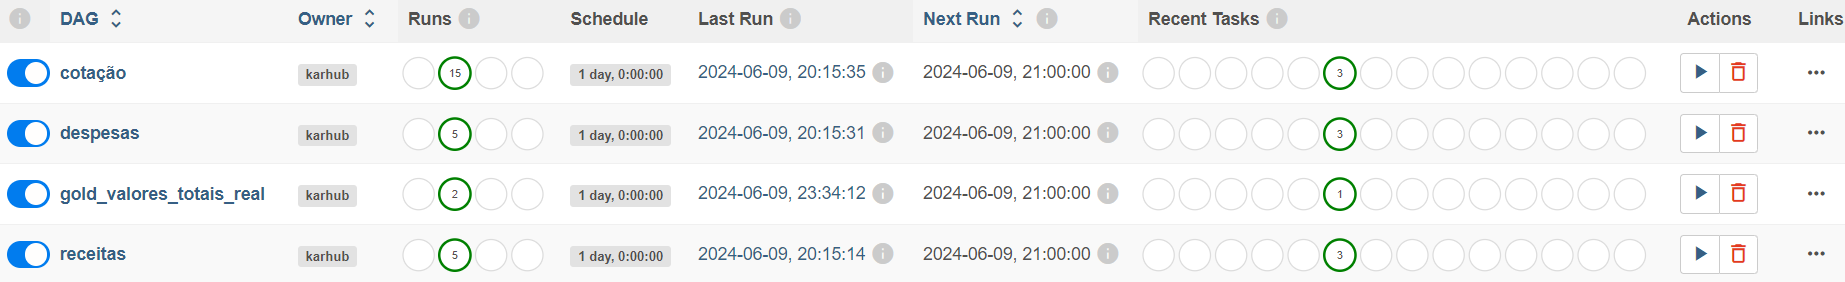 DAG Owner Runs Schedule Last Run Next Run Recent Tasks Actions Links
cotação karhub 15 1 day, 0:00:00 2024-06-09, 20:15:35 2024-06-09, 21:00:00 3
despesas karhub 5 1 day, 0:00:00 2024-06-09, 20:15:31 2024-06-09, 21:00:00 3
gold_valores_totais_real karhub 2 1 day, 0:00:00 2024-06-09, 23:34:12 2024-06-09, 21:00:00 1
receitas karhub 5 1 day, 0:00:00 2024-06-09, 20:15:14 2024-06-09, 21:00:00 3